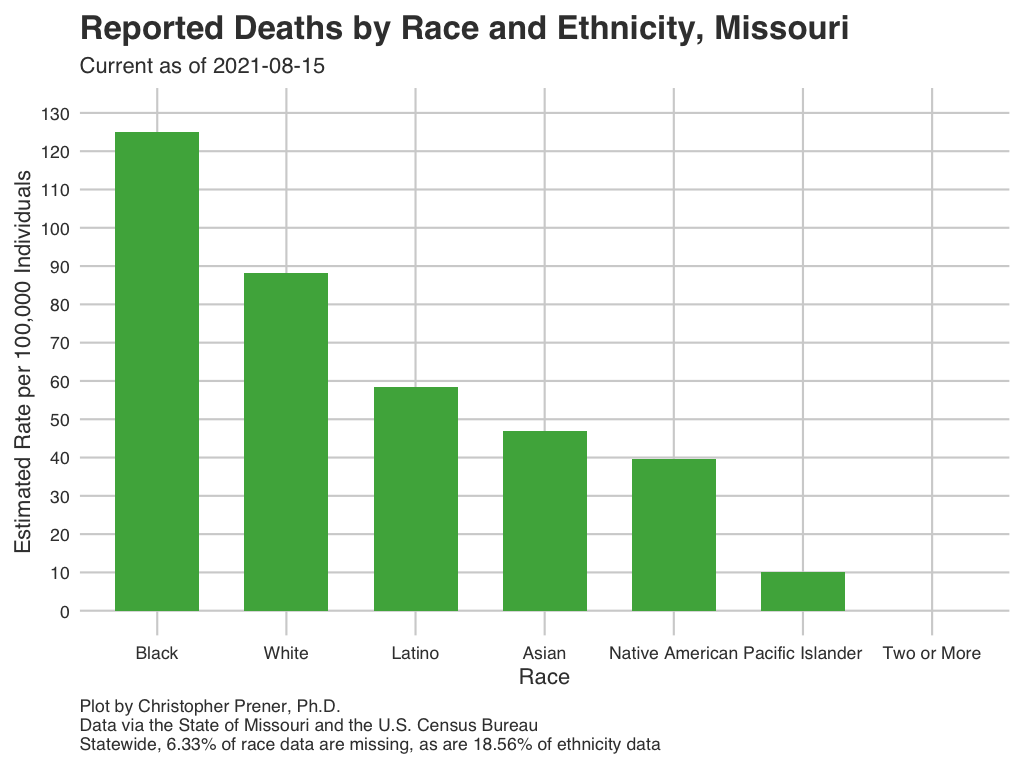 Reported Deaths by Race and Ethnicity, Missouri
Current as of 2021-08-15
Estimated Rate per 100,000 Individuals
130
120
110
100
90
80
70
60
50
40
30
20
10
0
Black White Latino Asian Native American Pacific Islander Two or More
Race
Plot by Christopher Prener, Ph.D.
Data via the State of Missouri and the U.S. Census Bureau
Statewide, 6.33% of race data are missing, as are 18.56% of ethnicity data